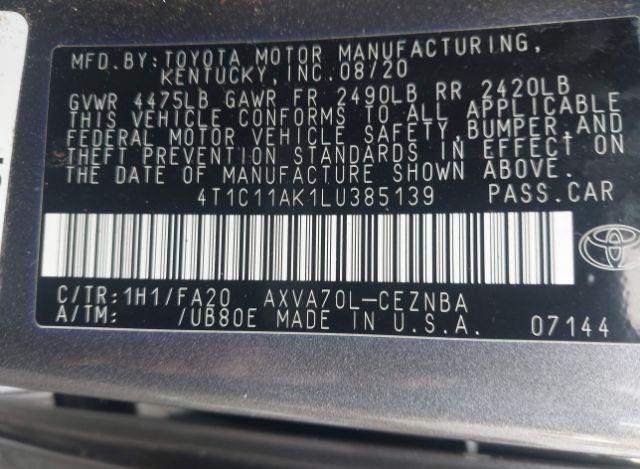 MFD.BY:TOYOTA MOTOR MANUFACTURING,
KENTUCKY,INC.08/20
GVWR 4475LB GAWR FR 2490LB RR 2420LB
THIS VEHICLE CONFORMS TO ALL APPLICABLE
FEDERAL MOTOR VEHICLE SAFETY,BUMPER,AND
THEFT PREVENTION STANDARDS IN EFFECT ON
THE DATE OF MANUFACTURE SHOWN ABOVE.
4T1C11AK1LU385139 PASS.CAR
C/TR:1H1/FA20 AXVA70L-CEZNBA
A/TM: /UB80E MADE IN U.S.A. 07144